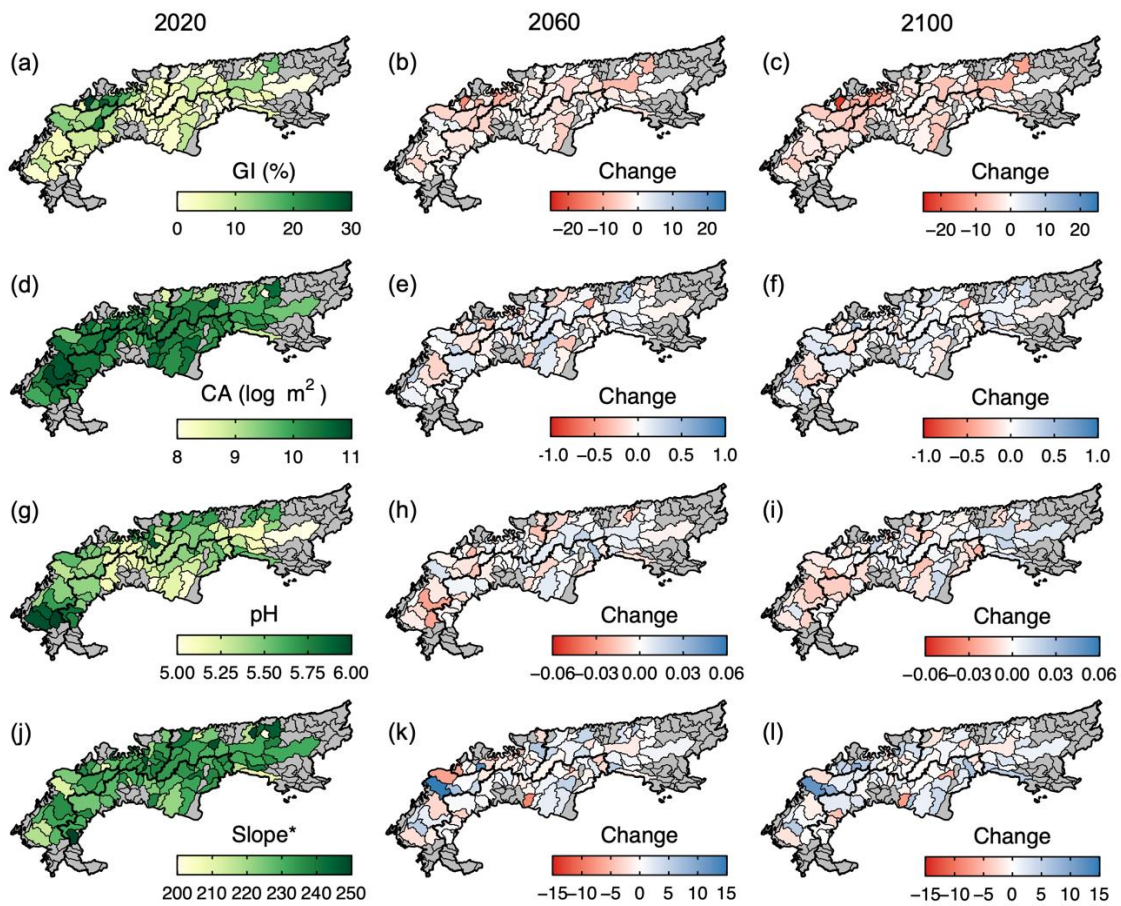 2020 2060 2100
(a) (b) (c)
GI (%) Change Change
0 10 20 30 −20 −10 0 10 20 −20 −10 0 10 20
(d) (e) (f)
CA (log m²) Change Change
8 9 10 11 -1.0 −0.5 0.0 0.5 1.0 −1.0 −0.5 0.0 0.5 1.0
(g) (h) (i)
pH Change Change
5.00 5.25 5.50 5.75 6.00 −0.06 −0.03 0.00 0.03 0.06 −0.06 −0.03 0.00 0.03 0.06
(j) (k) (l)
Slope* Change Change
200 210 220 230 240 250 −15 −10 −5 0 5 10 15 −15 −10 −5 0 5 10 15